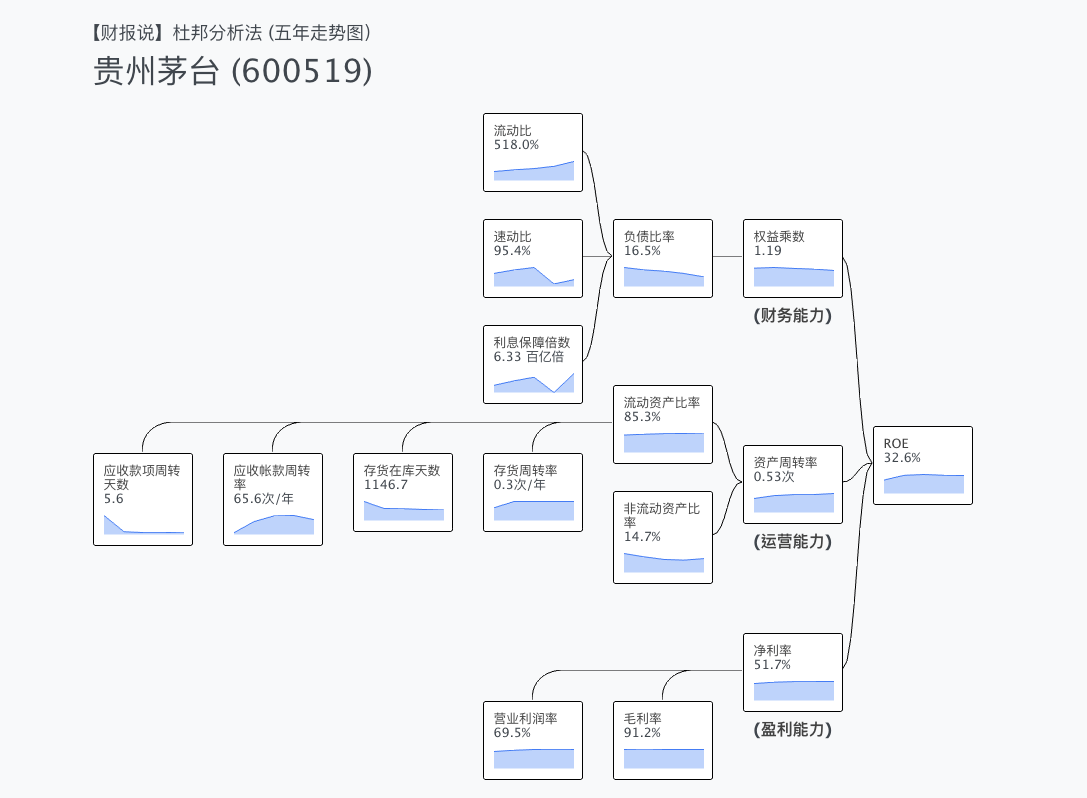 【财报说】杜邦分析法 (五年走势图)
贵州茅台 (600519)
流动比
518.0%
速动比
95.4%
利息保障倍数
6.33 百亿倍
负债比率
16.5%
权益乘数
1.19
(财务能力)
流动资产比率
85.3%
非流动资产比
率
14.7%
资产周转率
0.53次
(运营能力)
ROE
32.6%
应收款项周转
天数
5.6
应收帐款周转
率
65.6次/年
存货在库天数
1146.7
存货周转率
0.3次/年
净利率
51.7%
(盈利能力)
营业利润率
69.5%
毛利率
91.2%